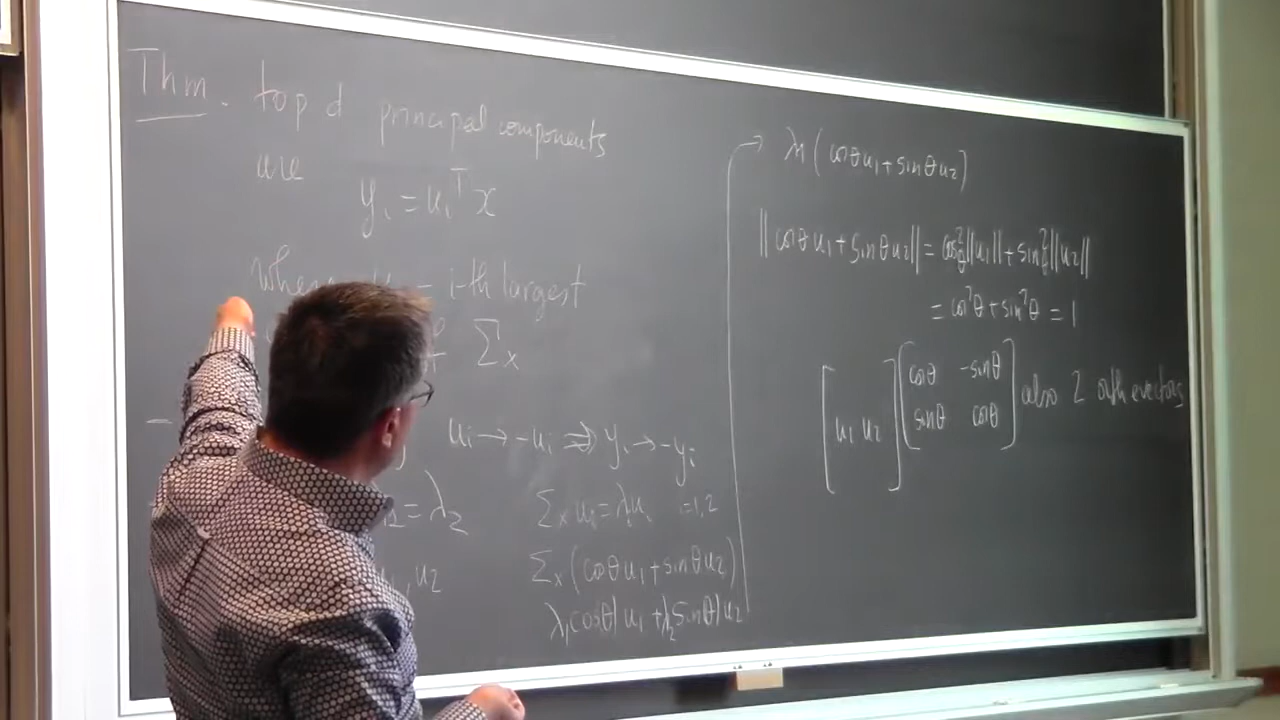 Thm. top d principal components
are
y_i = u_i^T x
where = i-th largest
Σ_x
- u_i → -u_i ⇒ y_i → -y_i
= λ_2 Σ_x u_i = λ_1 u_i i=1,2
u_2 Σ_x (cosθ u_1 + sinθ u_2)
λ_1 cosθ | u_1 + λ_2 sinθ | u_2
→ λ_1 (cosθ u_1 + sinθ u_2)
|| cosθ u_1 + sinθ u_2 || = cos²θ ||u_1|| + sin²θ ||u_2||
= cos²θ + sin²θ = 1
[u_1 u_2] [cosθ -sinθ
sinθ cosθ] also 2 orth evectors